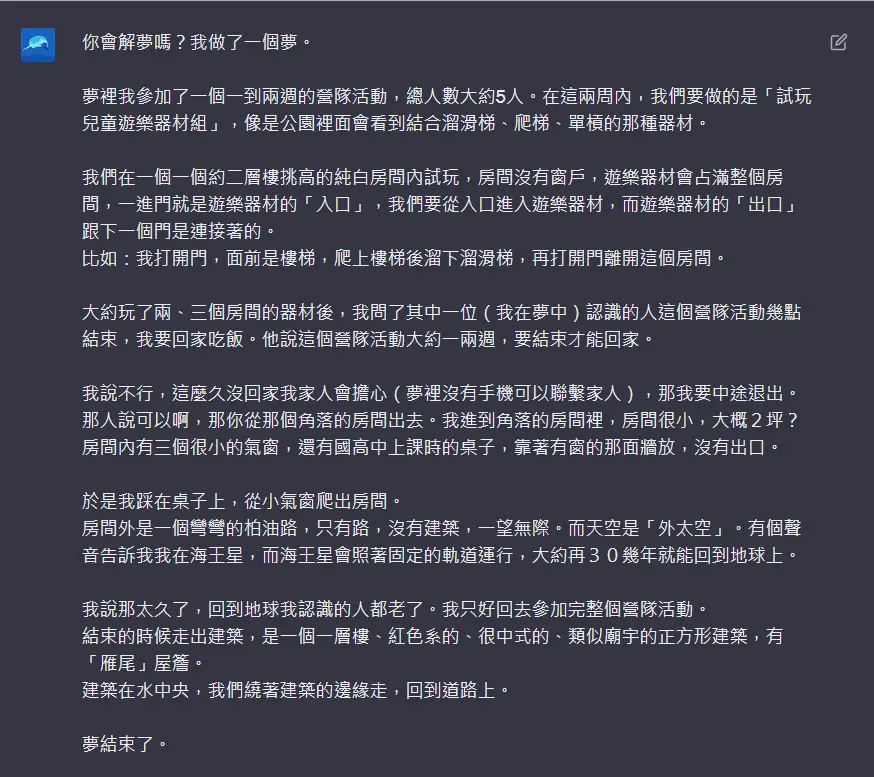 你會解夢嗎？我做了一個夢。
夢裡我參加了一個一到兩週的營隊活動，總人數大約5人。在這兩周內，我們要做的是「試玩
兒童遊樂器材組」，像是公園裡面會看到結合溜滑梯、爬梯、單槓的那種器材。
我們在一個一個約二層樓挑高的純白房間內試玩，房間沒有窗戶，遊樂器材會占滿整個房
間，一進門就是遊樂器材的「入口」，我們要從入口進入遊樂器材，而遊樂器材的「出口」
跟下一個門是連接著的。
比如：我打開門，面前是樓梯，爬上樓梯後溜下溜滑梯，再打開門離開這個房間。
大約玩了兩、三個房間的器材後，我問了其中一位（我在夢中）認識的人這個營隊活動幾點
結束，我要回家吃飯。他說這個營隊活動大約一兩週，要結束才能回家。
我說不行，這麼久沒回家我家人會擔心（夢裡沒有手機可以聯繫家人），那我要中途退出。
那人說可以啊，那你從那個角落的房間出去。我進到角落的房間裡，房間很小，大概２坪？
房間內有三個很小的氣窗，還有國高中上課時的桌子，靠著有窗的那面牆放，沒有出口。
於是我踩在桌子上，從小氣窗爬出房間。
房間外是一個彎彎的柏油路，只有路，沒有建築，一望無際。而天空是「外太空」。有個聲
音告訴我我在海王星，而海王星會照著固定的軌道運行，大約再３０幾年就能回到地球上。
我說那太久了，回到地球我認識的人都老了。我只好回去參加完整個營隊活動。
結束的時候走出建築，是一個一層樓、紅色系的、很中式的、類似廟宇的正方形建築，有
「雁尾」屋簷。
建築在水中央，我們繞著建築的邊緣走，回到道路上。
夢結束了。